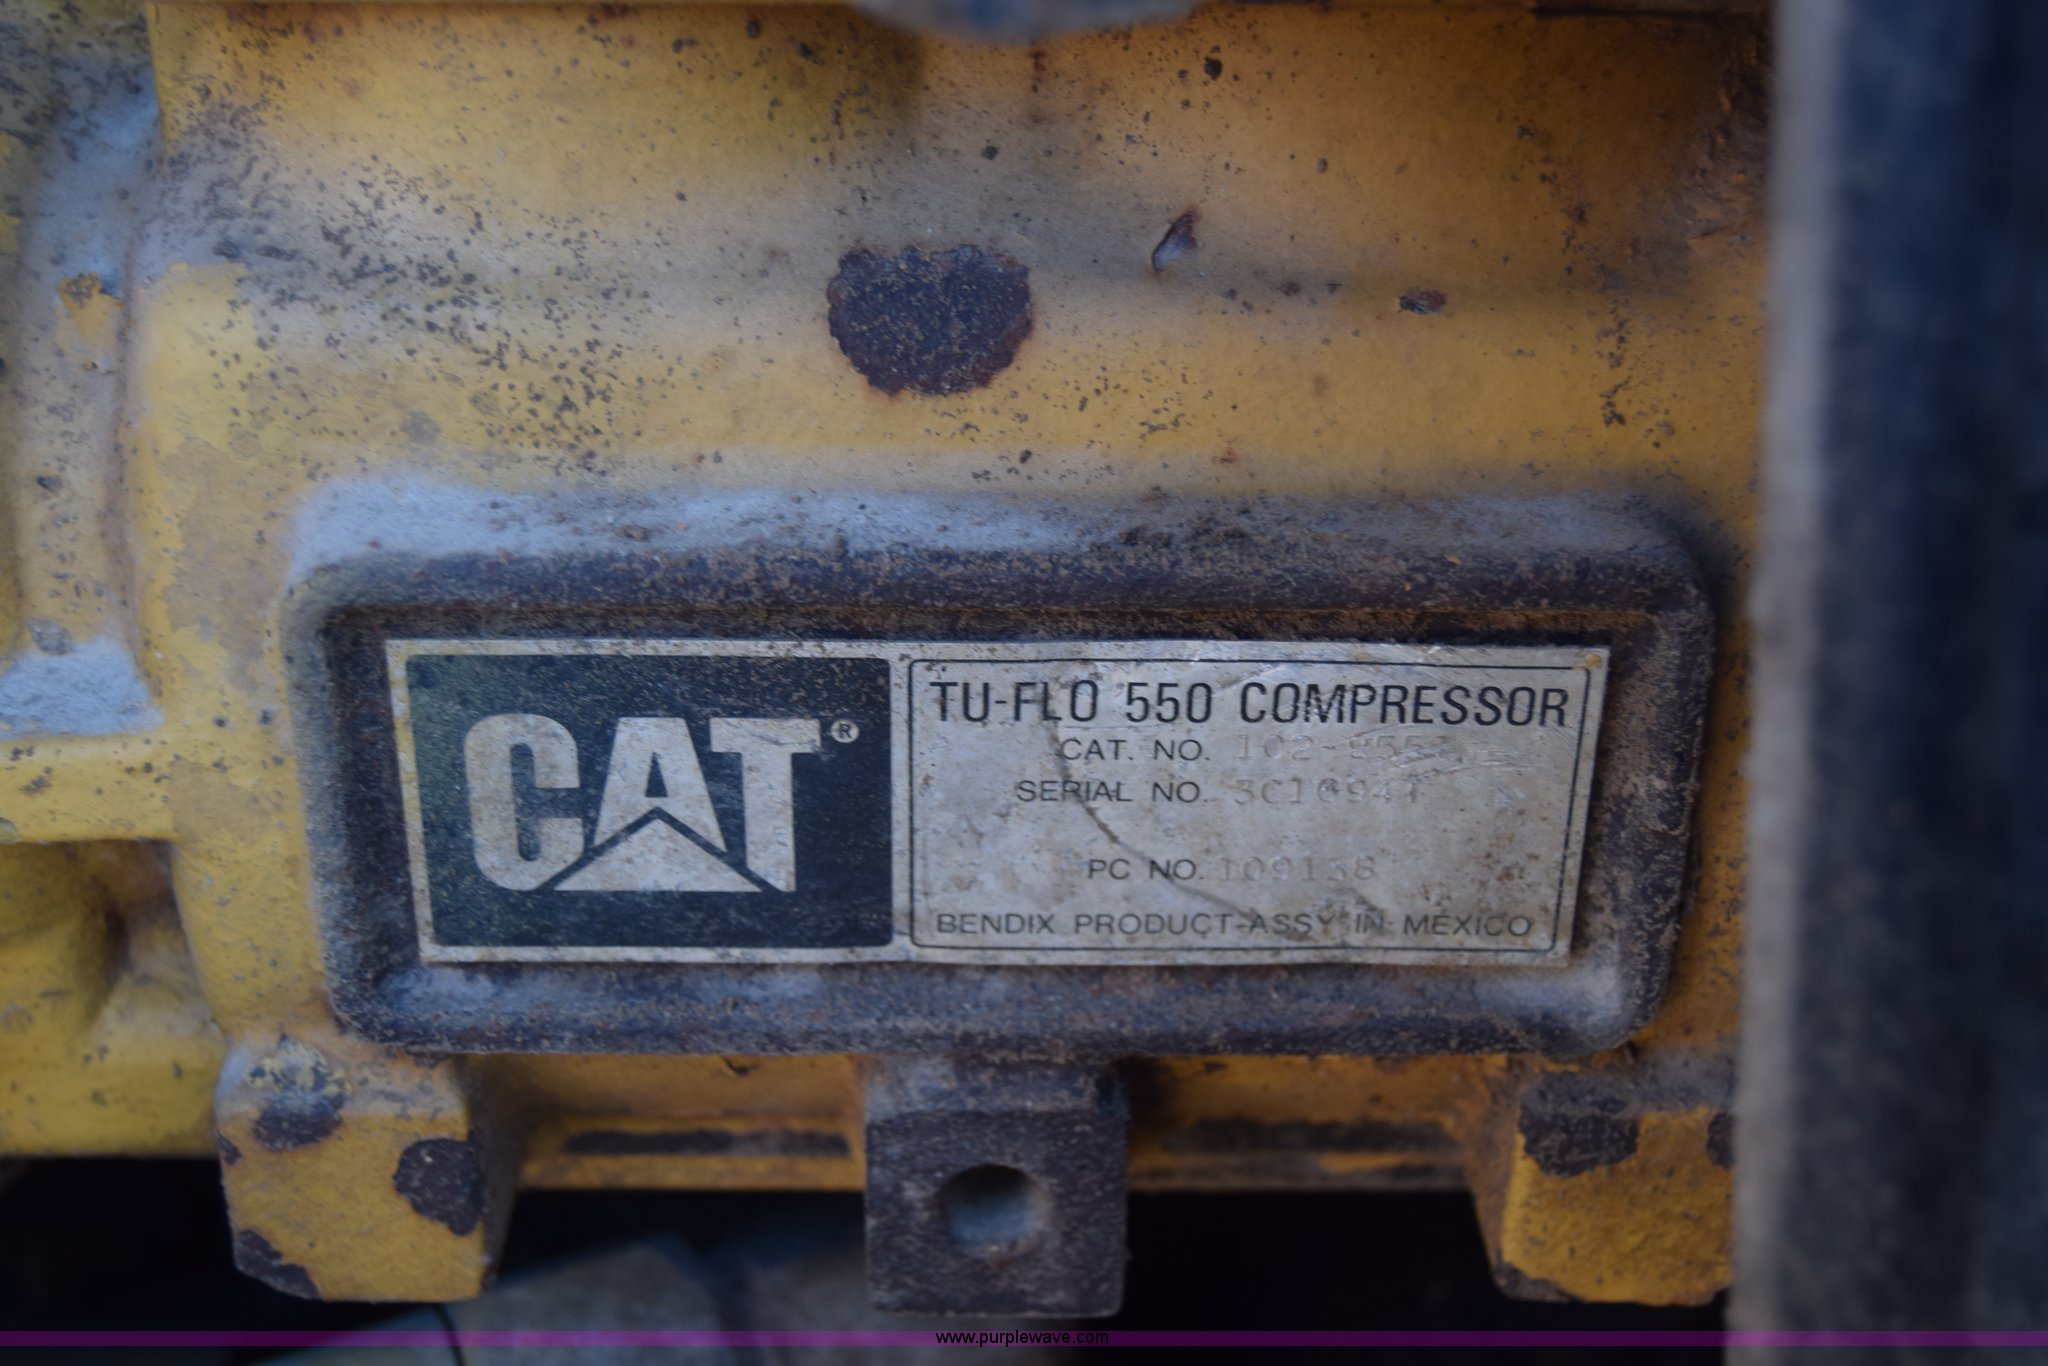 CAT®
TU-FLO 550 COMPRESSOR
CAT. NO.
SERIAL NO.
PC NO. 109138
BENDIX PRODUCT-ASSY IN MEXICO
www.purplewave.com